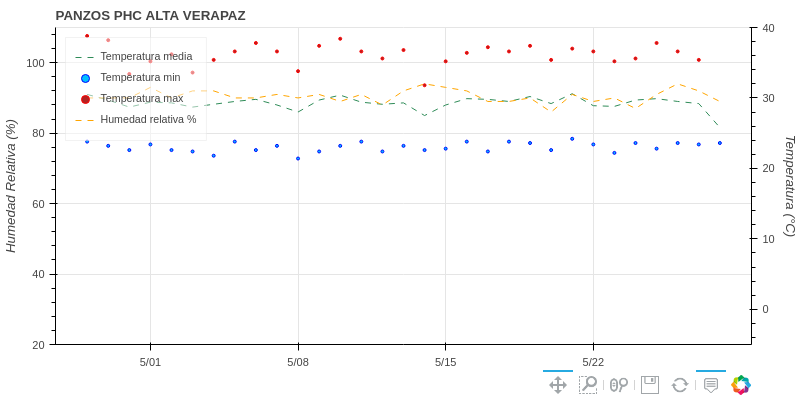 PANZOS PHC ALTA VERAPAZ
Temperatura media
Temperatura min
Temperatura max
Humedad relativa %
Humedad Relativa (%)
100
80
60
40
20
Temperatura (°C)
40
30
20
10
0
5/01
5/08
5/15
5/22